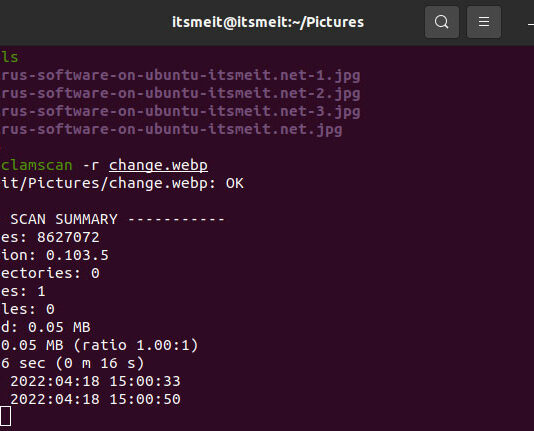 itsmeit@itsmeit:~/Pictures
ls
rus-software-on-ubuntu-itsmeit.net-1.jpg
rus-software-on-ubuntu-itsmeit.net-2.jpg
rus-software-on-ubuntu-itsmeit.net-3.jpg
rus-software-on-ubuntu-itsmeit.net.jpg
clamscan -r change.webp
it/Pictures/change.webp: OK
SCAN SUMMARY -----------
es: 8627072
ion: 0.103.5
ectories: 0
es: 1
les: 0
d: 0.05 MB
0.05 MB (ratio 1.00:1)
6 sec (0 m 16 s)
2022:04:18 15:00:33
2022:04:18 15:00:50